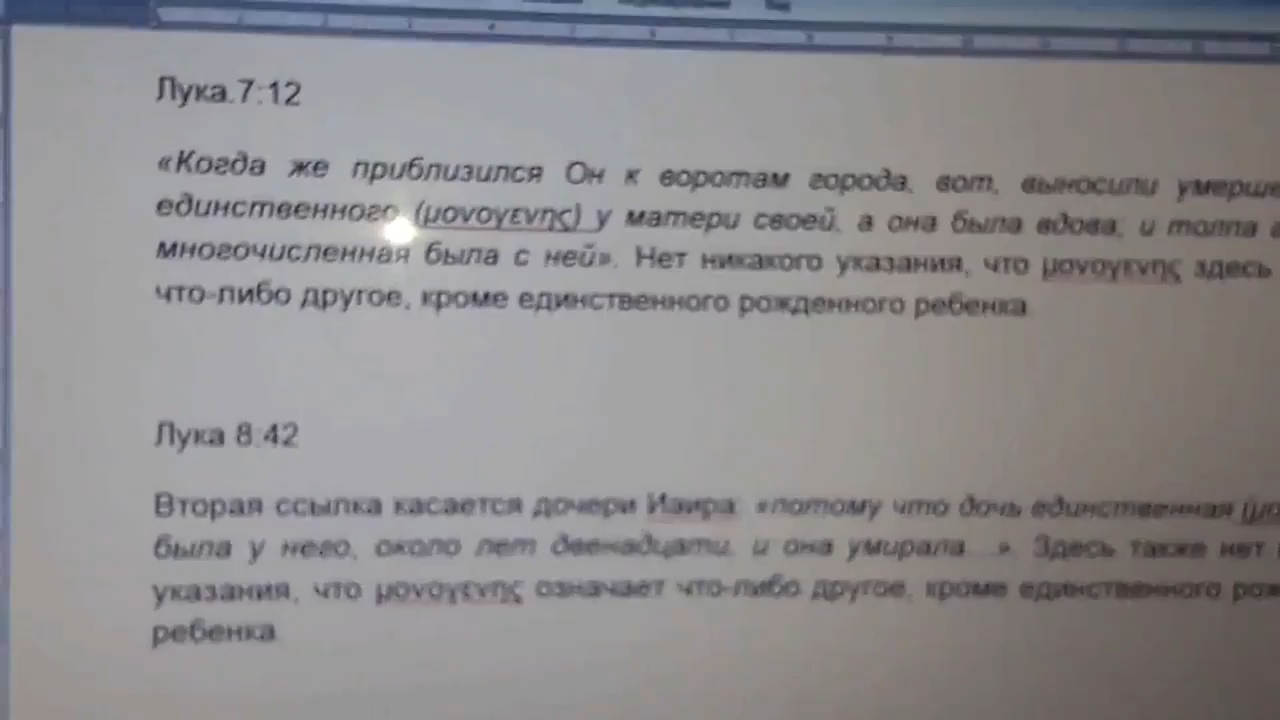 Лука.7:12
«Когда же приблизился Он к воротам города, вот, выносили
единственного (μονογενης) у матери своей, а она была вдова; и толпа
многочисленная была с ней». Нет никакого указания, что μονογενης здесь
что-либо другое, кроме единственного рожденного ребенка
Лука 8:42
Вторая ссылка касается дочери Иаира: «потому что дочь единственная
была у него, около лет двенадцати, и она умирала...». Здесь также нет
указания, что μονογενης означает что-либо другое, кроме единственного
ребенка